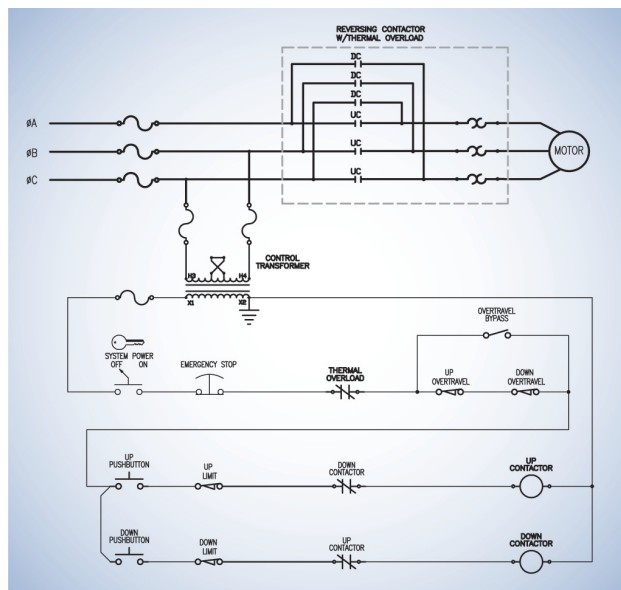 REVERSING CONTACTOR
W/THERMAL OVERLOAD
DC
DC
DC
ØA
UC
ØB
UC
MOTOR
ØC
UC
CONTROL
TRANSFORMER
H3
H4
X1
X2
OVERTRAVEL
BYPASS
SYSTEM POWER
OFF ON
EMERGENCY STOP
THERMAL
OVERLOAD
UP
OVERTRAVEL
DOWN
OVERTRAVEL
UP
PUSHBUTTON
UP
LIMIT
DOWN
CONTACTOR
UP
CONTACTOR
DOWN
PUSHBUTTON
DOWN
LIMIT
UP
CONTACTOR
DOWN
CONTACTOR